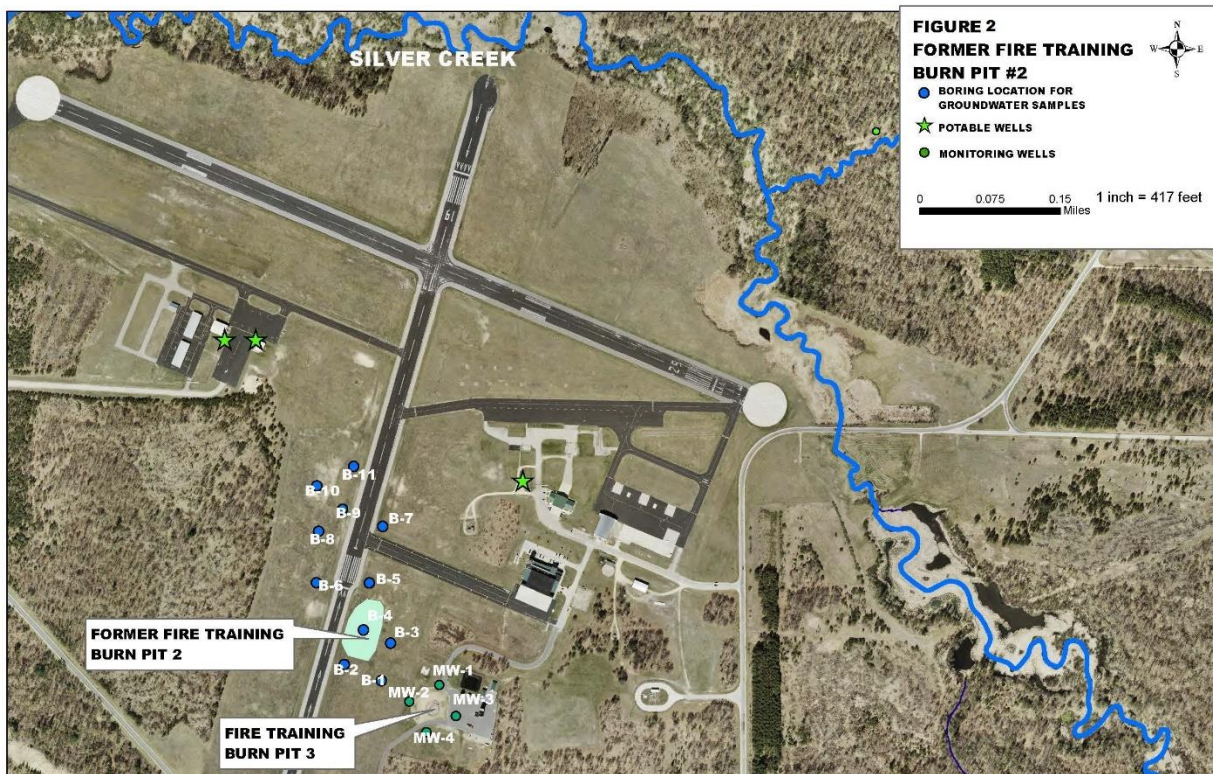 FIGURE 2
FORMER FIRE TRAINING
BURN PIT #2
N
W
E
S
BORING LOCATION FOR
GROUNDWATER SAMPLES
POTABLE WELLS
MONITORING WELLS
0
0.075
0.15
Miles
1 inch = 417 feet
SILVER CREEK
19
25
B-11
B-10
B-9
B-7
B-8
B-6
B-5
B-4
B-3
FORMER FIRE TRAINING
BURN PIT 2
B-2
B-1
MW-1
MW-2
MW-3
MW-4
FIRE TRAINING
BURN PIT 3